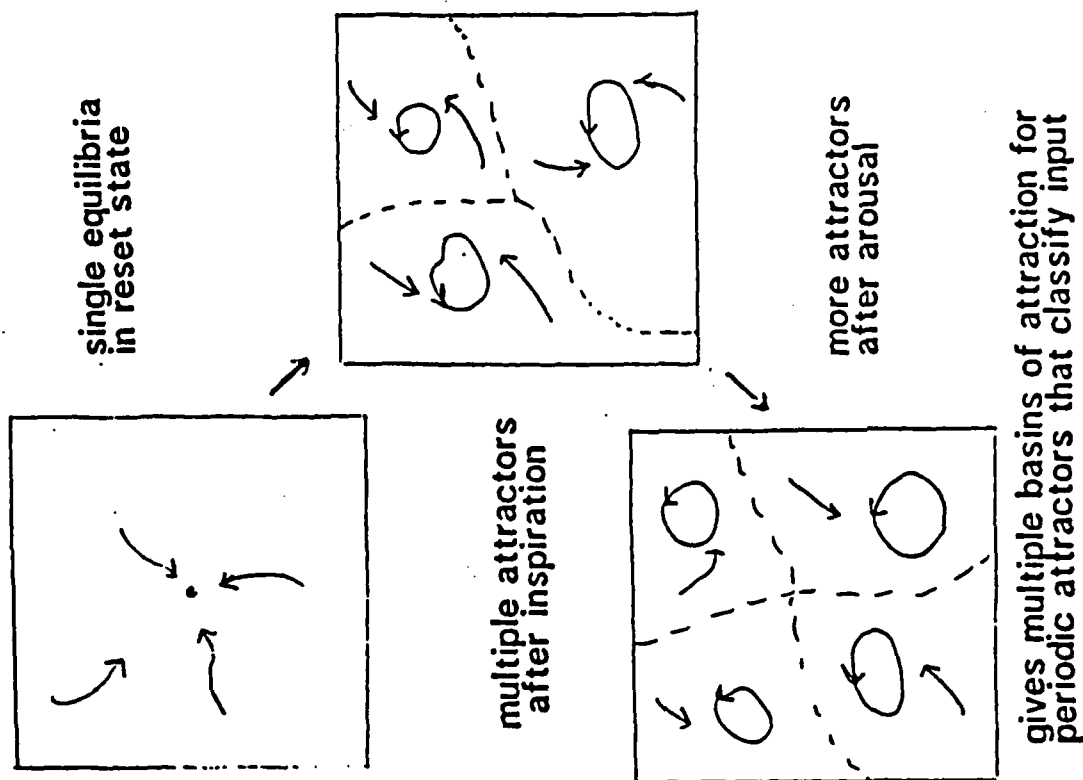 single equilibria
in reset state
multiple attractors
after inspiration
more attractors
after arousal
gives multiple basins of attraction for
periodic attractors that classify input